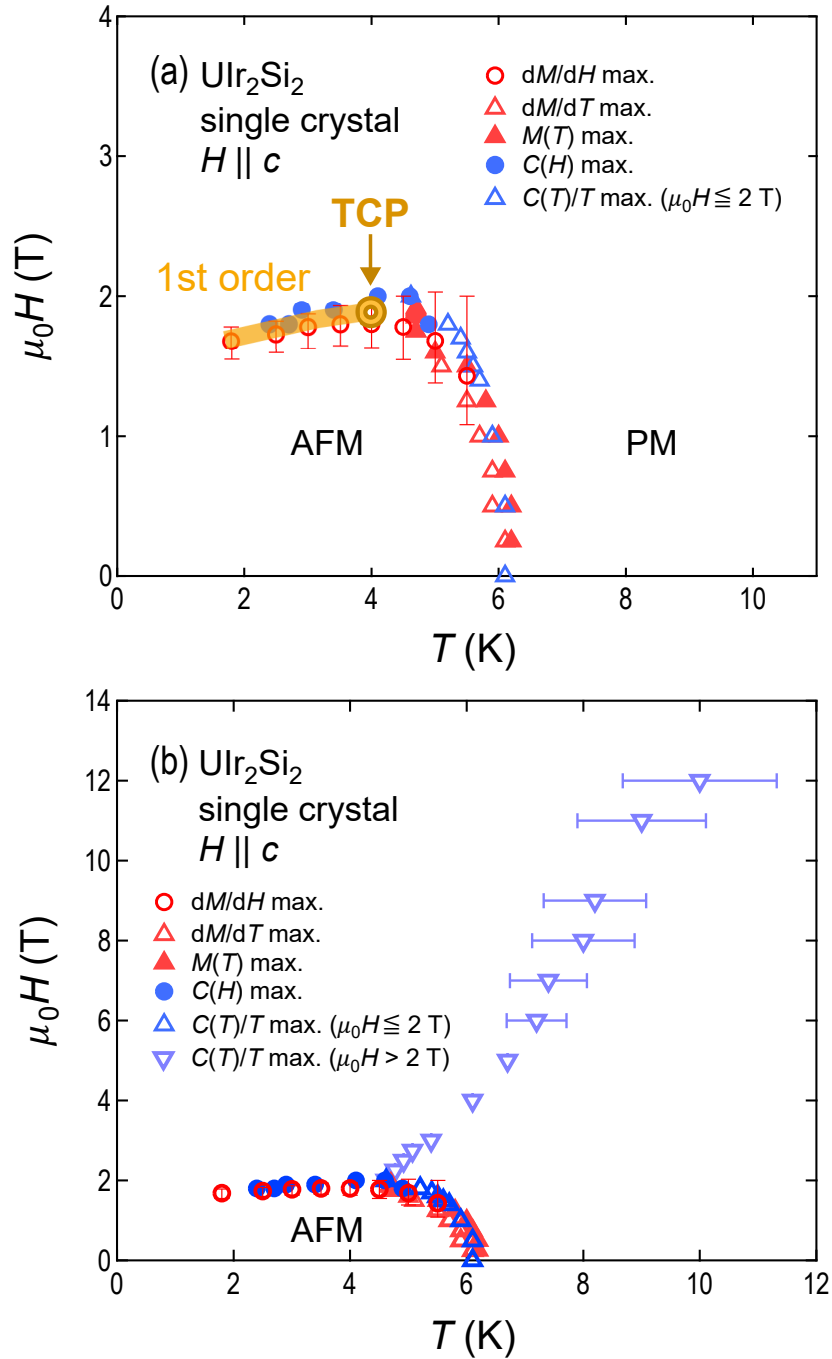 (a) UIr₂Si₂
single crystal
H || c
dM/dH max.
dM/dT max.
M(T) max.
C(H) max.
C(T)/T max. (μ₀H ≦ 2 T)
TCP
1st order
AFM
PM
4
3
2
1
0
0 2 4 6 8 10
μ₀H (T)
T (K)
(b) UIr₂Si₂
single crystal
H || c
dM/dH max.
dM/dT max.
M(T) max.
C(H) max.
C(T)/T max. (μ₀H ≦ 2 T)
C(T)/T max. (μ₀H > 2 T)
AFM
14
12
10
8
6
4
2
0
0 2 4 6 8 10 12
μ₀H (T)
T (K)